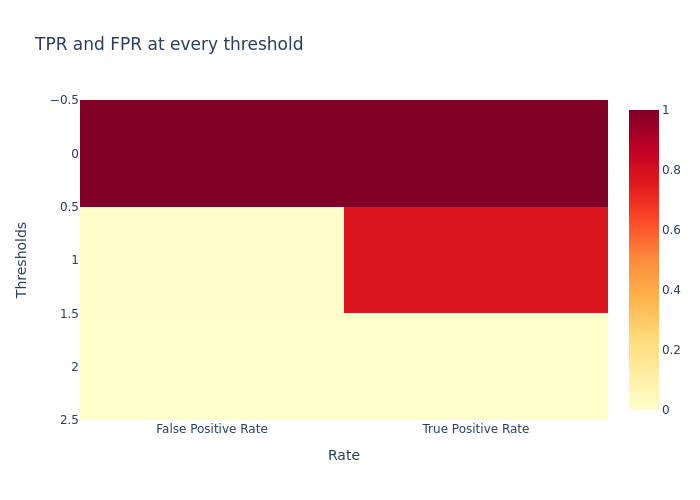 TPR and FPR at every threshold
−0.5
0
0.5
1
1.5
2
2.5
Thresholds
False Positive Rate
True Positive Rate
Rate
1
0.8
0.6
0.4
0.2
0